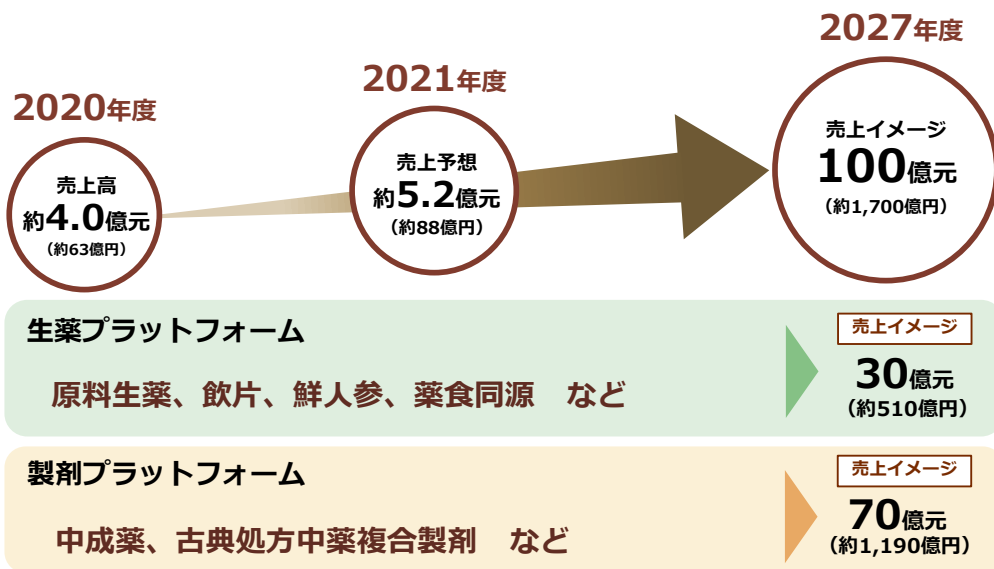 2020年度
売上高
約4.0億元
（約63億円）
2021年度
売上予想
約5.2億元
（約88億円）
2027年度
売上イメージ
100億元
（約1,700億円）
生薬プラットフォーム
原料生薬、飲片、鮮人参、薬食同源　など
売上イメージ
30億元
（約510億円）
製剤プラットフォーム
中成薬、古典処方中薬複合製剤　など
売上イメージ
70億元
（約1,190億円）